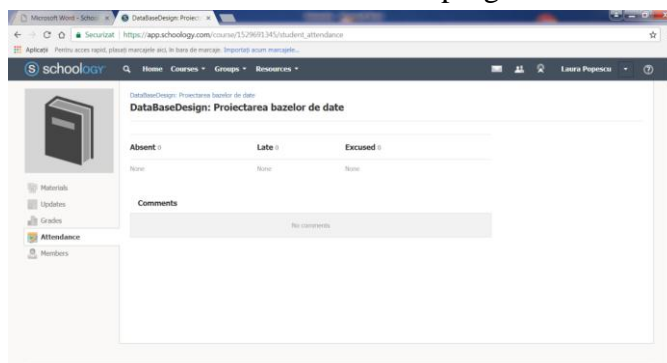 Microsoft Word - Schoo
DataBaseDesign: Proiect
Securizat https://app.schoology.com/course/1529691345/student_attendance
Aplicații Pentru acces rapid, plasați marcajele aici, în bara de marcaje. Importați acum marcajele...
S schoology Home Courses Groups Resources Laura Popescu
DataBaseDesign: Proiectarea bazelor de date
DataBaseDesign: Proiectarea bazelor de date
Absent 0 Late 0 Excused 0
None None None
Materials
Updates
Comments
Grades
No comments
Attendance
Members